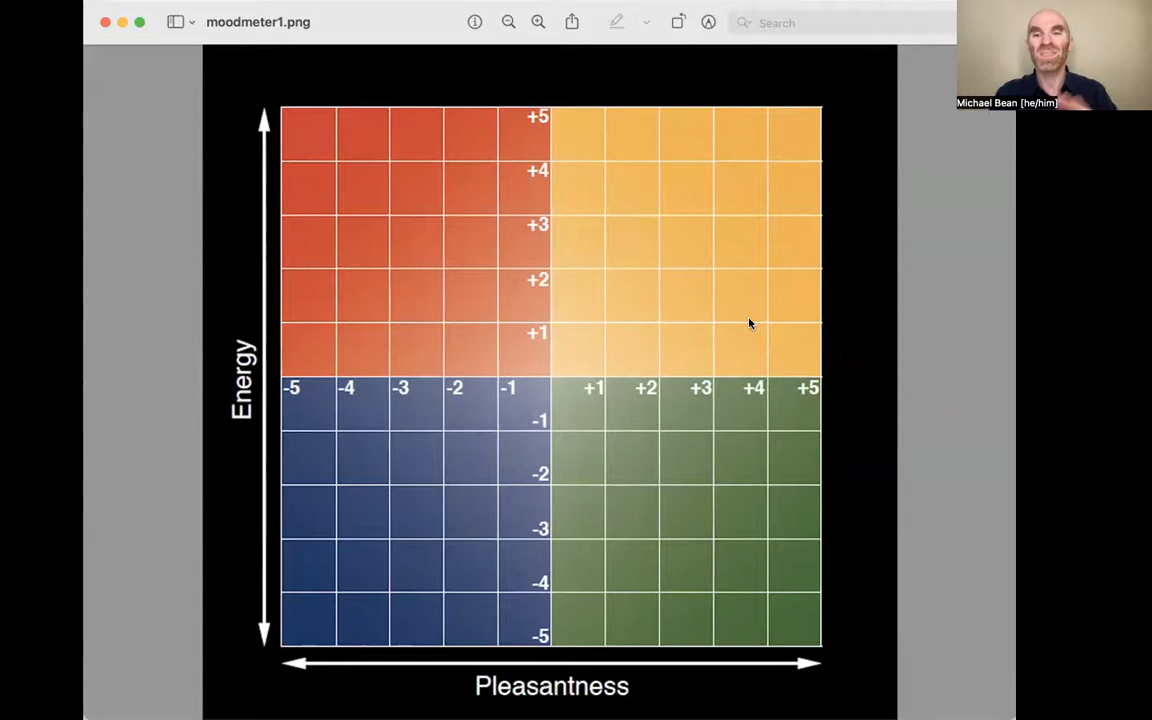 moodmeter1.png
Search
Michael Bean [he/him]
+5
+4
+3
+2
+1
-5 -4 -3 -2 -1 +1 +2 +3 +4 +5
-1
-2
-3
-4
-5
Energy
Pleasantness